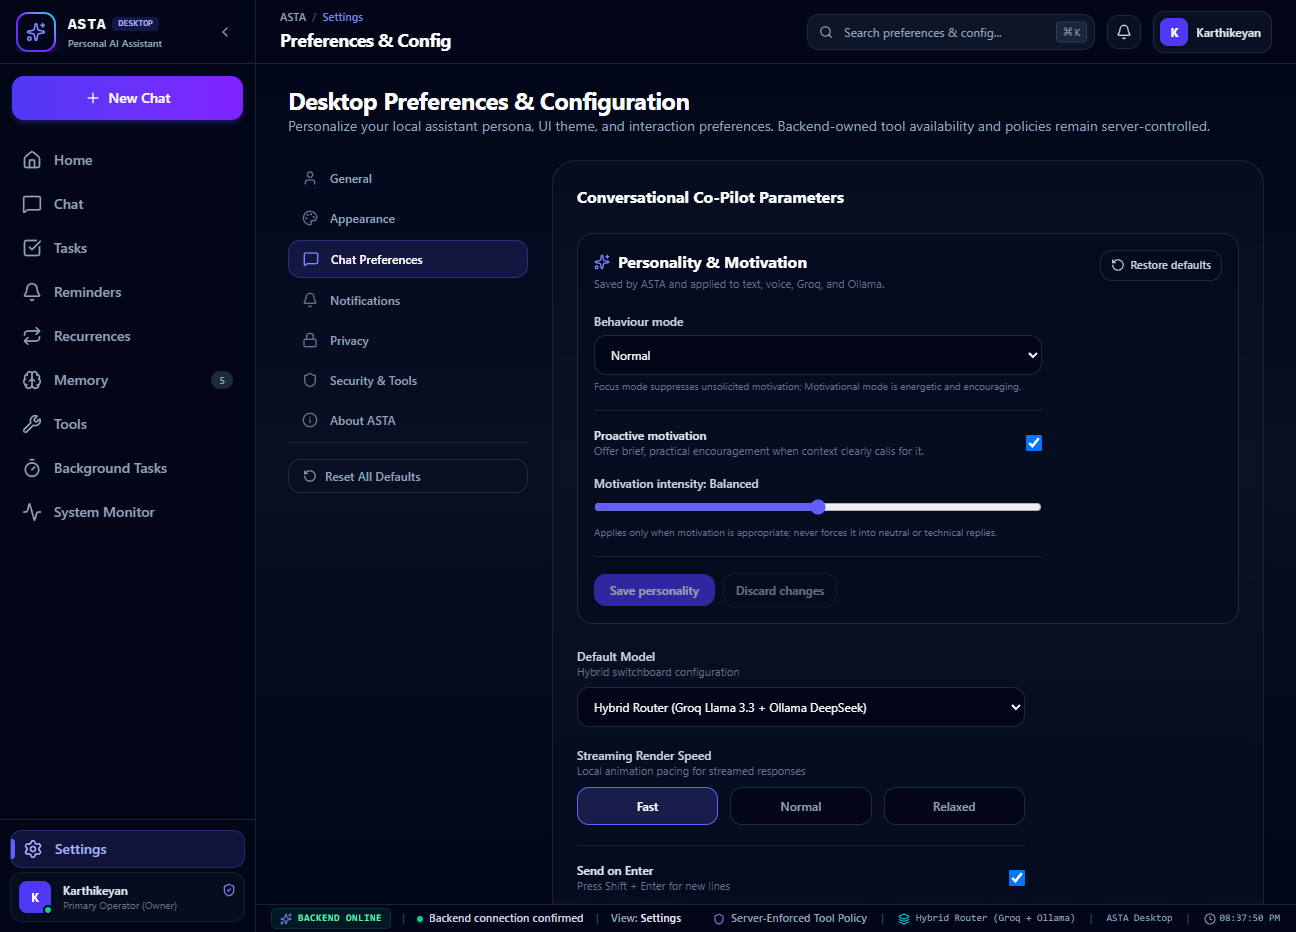 ASTA DESKTOP
Personal AI Assistant
New Chat
Home
Chat
Tasks
Reminders
Recurrences
Memory 5
Tools
Background Tasks
System Monitor
Settings
K Karthikeyan
Primary Operator (Owner)
ASTA / Settings
Preferences & Config
Search preferences & config... ⌘K
K Karthikeyan
Desktop Preferences & Configuration
Personalize your local assistant persona, UI theme, and interaction preferences. Backend-owned tool availability and policies remain server-controlled.
General
Appearance
Chat Preferences
Notifications
Privacy
Security & Tools
About ASTA
Reset All Defaults
Conversational Co-Pilot Parameters
Personality & Motivation
Saved by ASTA and applied to text, voice, Groq, and Ollama.
Restore defaults
Behaviour mode
Normal
Focus mode suppresses unsolicited motivation; Motivational mode is energetic and encouraging.
Proactive motivation
Offer brief, practical encouragement when context clearly calls for it.
Motivation intensity: Balanced
Applies only when motivation is appropriate; never forces it into neutral or technical replies.
Save personality
Discard changes
Default Model
Hybrid switchboard configuration
Hybrid Router (Groq Llama 3.3 + Ollama DeepSeek)
Streaming Render Speed
Local animation pacing for streamed responses
Fast
Normal
Relaxed
Send on Enter
Press Shift + Enter for new lines
BACKEND ONLINE | Backend connection confirmed | View: Settings Server-Enforced Tool Policy | Hybrid Router (Groq + Ollama) | ASTA Desktop | 08:37:50 PM